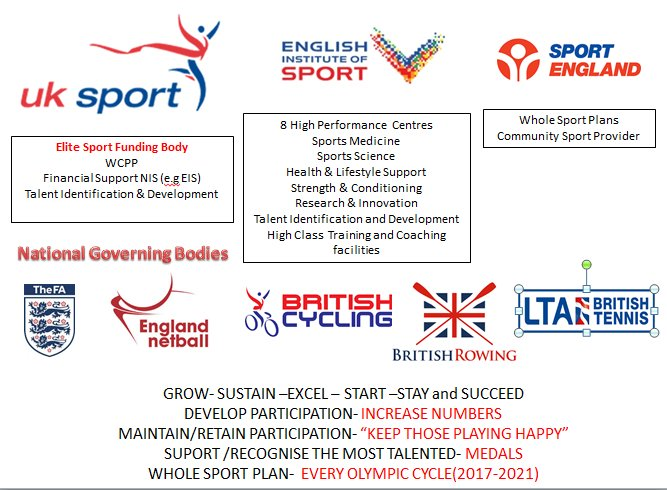 uk sport
ENGLISH
INSTITUTE OF
SPORT
SPORT
ENGLAND
Elite Sport Funding Body
WCPP
Financial Support NIS (e.g EIS)
Talent Identification & Development
8 High Performance Centres
Sports Medicine
Sports Science
Health & Lifestyle Support
Strength & Conditioning
Research & Innovation
Talent Identification and Development
High Class Training and Coaching
facilities
Whole Sport Plans
Community Sport Provider
National Governing Bodies
The FA
England
netball
BRITISH
CYCLING
BRITISH ROWING
LTA BRITISH
TENNIS
GROW- SUSTAIN –EXCEL – START –STAY and SUCCEED
DEVELOP PARTICIPATION- INCREASE NUMBERS
MAINTAIN/RETAIN PARTICIPATION- “KEEP THOSE PLAYING HAPPY”
SUPORT /RECOGNISE THE MOST TALENTED- MEDALS
WHOLE SPORT PLAN- EVERY OLYMPIC CYCLE(2017-2021)